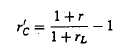 r′_C = (1 + r)/(1 + r_L) − 1